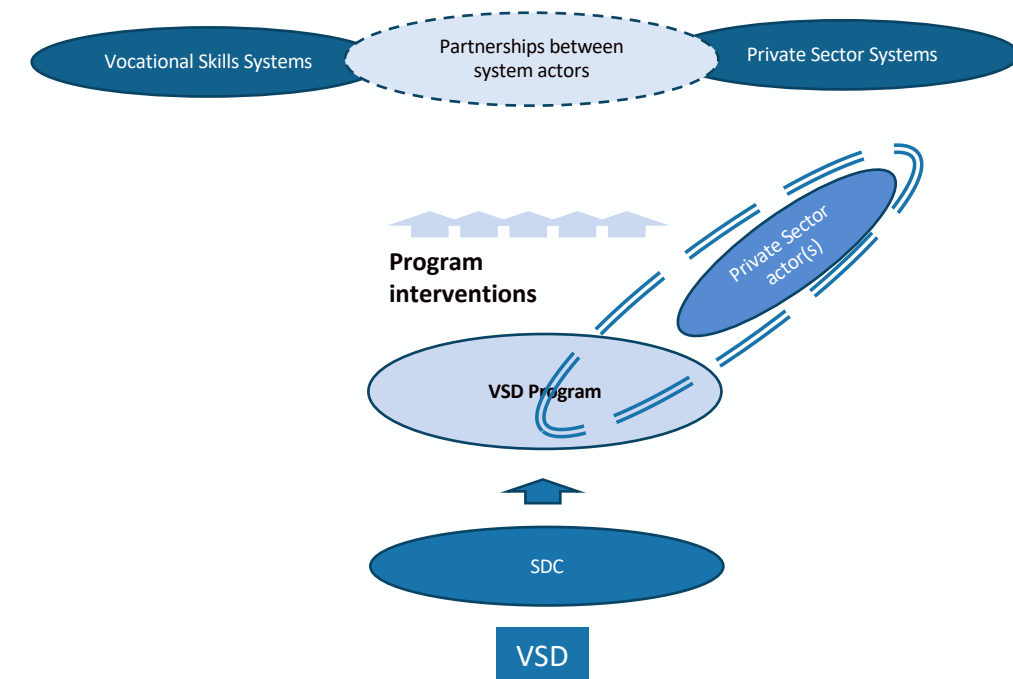 Vocational Skills Systems
Partnerships between
system actors
Private Sector Systems
Private Sector
actor(s)
Program
interventions
VSD Program
SDC
VSD